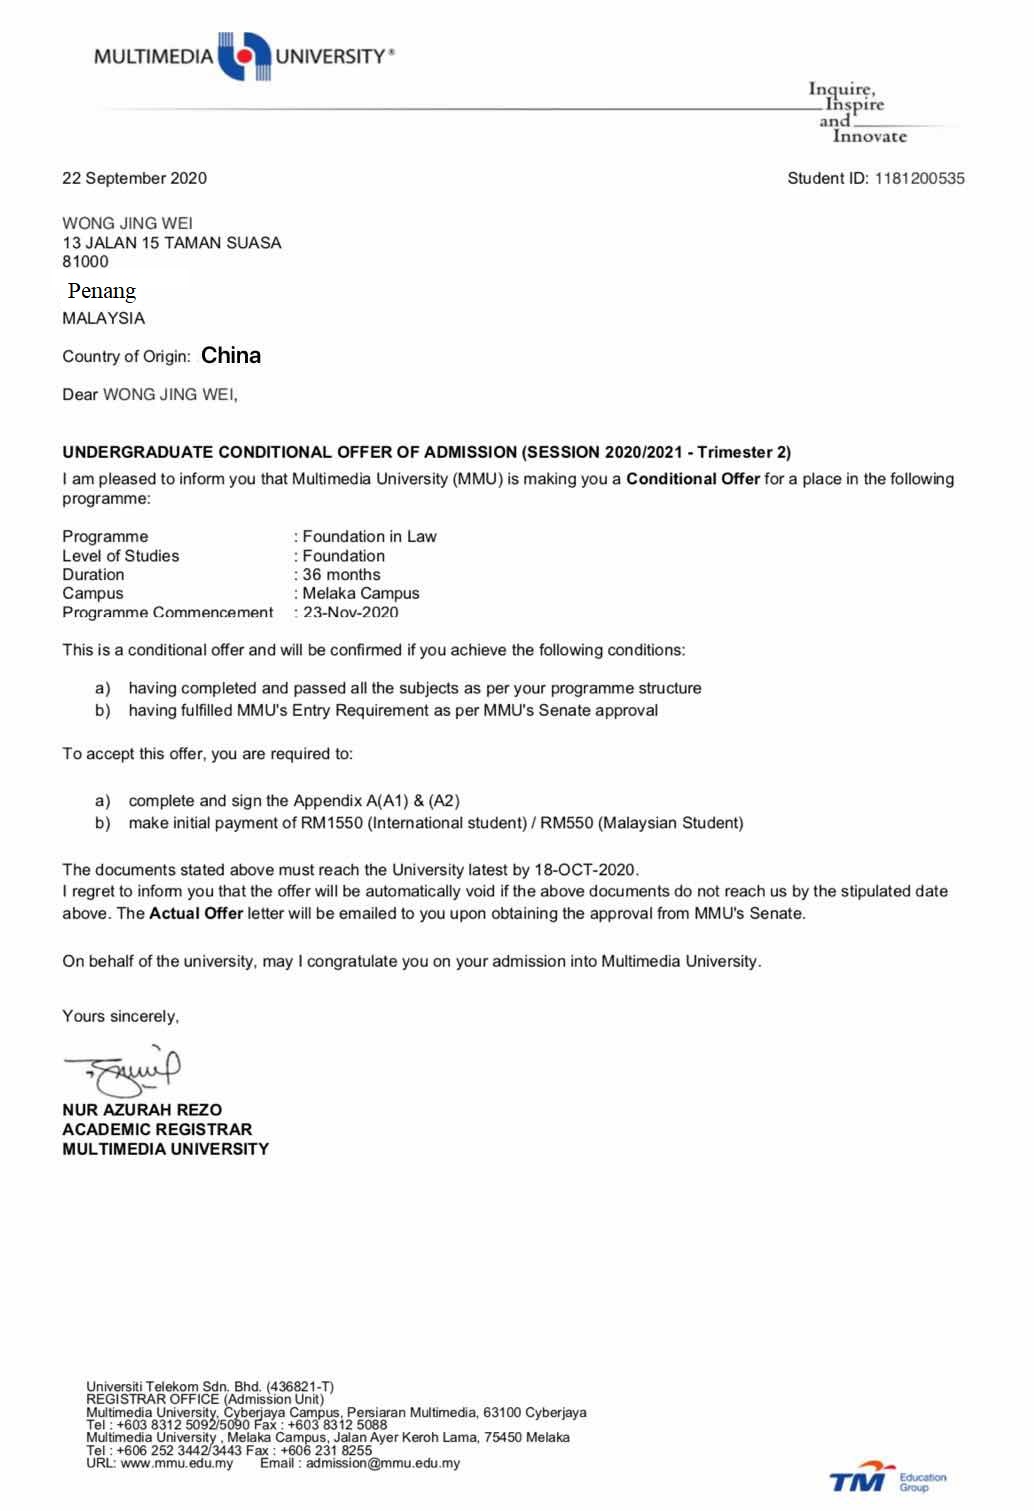 MULTIMEDIA UNIVERSITY®
Inquire,
Inspire
and
Innovate
22 September 2020 Student ID: 1181200535
WONG JING WEI
13 JALAN 15 TAMAN SUASA
81000
Penang
MALAYSIA
Country of Origin: China
Dear WONG JING WEI,
UNDERGRADUATE CONDITIONAL OFFER OF ADMISSION (SESSION 2020/2021 - Trimester 2)
I am pleased to inform you that Multimedia University (MMU) is making you a Conditional Offer for a place in the following
programme:
Programme : Foundation in Law
Level of Studies : Foundation
Duration : 36 months
Campus : Melaka Campus
Programme Commencement : 23-Nov-2020
This is a conditional offer and will be confirmed if you achieve the following conditions:
a) having completed and passed all the subjects as per your programme structure
b) having fulfilled MMU's Entry Requirement as per MMU's Senate approval
To accept this offer, you are required to:
a) complete and sign the Appendix A(A1) & (A2)
b) make initial payment of RM1550 (International student) / RM550 (Malaysian Student)
The documents stated above must reach the University latest by 18-OCT-2020.
I regret to inform you that the offer will be automatically void if the above documents do not reach us by the stipulated date
above. The Actual Offer letter will be emailed to you upon obtaining the approval from MMU's Senate.
On behalf of the university, may I congratulate you on your admission into Multimedia University.
Yours sincerely,
NUR AZURAH REZO
ACADEMIC REGISTRAR
MULTIMEDIA UNIVERSITY
Universiti Telekom Sdn. Bhd. (436821-T)
REGISTRAR OFFICE (Admission Unit)
Multimedia University, Cyberjaya Campus, Persiaran Multimedia, 63100 Cyberjaya
Tel : +603 8312 5092/5090 Fax : +603 8312 5088
Multimedia University , Melaka Campus, Jalan Ayer Keroh Lama, 75450 Melaka
Tel : +606 252 3442/3443 Fax : +606 231 8255
URL: www.mmu.edu.my Email : admission@mmu.edu.my
TM Education
Group